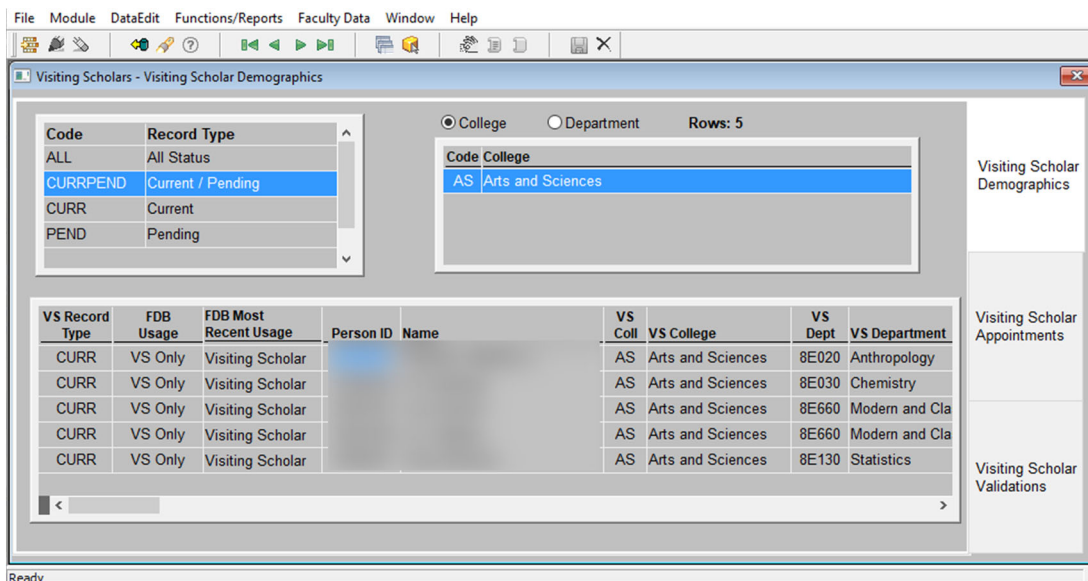 File Module DataEdit Functions/Reports Faculty Data Window Help
Visiting Scholars - Visiting Scholar Demographics
College Department Rows: 5
Code Record Type
ALL All Status
CURRPEND Current / Pending
CURR Current
PEND Pending
Code College
AS Arts and Sciences
Visiting Scholar
Demographics
VS Record Type FDB Usage FDB Most Recent Usage Person ID Name VS Coll VS College VS Dept VS Department
CURR VS Only Visiting Scholar AS Arts and Sciences 8E020 Anthropology
CURR VS Only Visiting Scholar AS Arts and Sciences 8E030 Chemistry
CURR VS Only Visiting Scholar AS Arts and Sciences 8E660 Modern and Cla
CURR VS Only Visiting Scholar AS Arts and Sciences 8E660 Modern and Cla
CURR VS Only Visiting Scholar AS Arts and Sciences 8E130 Statistics
Visiting Scholar
Appointments
Visiting Scholar
Validations
Ready